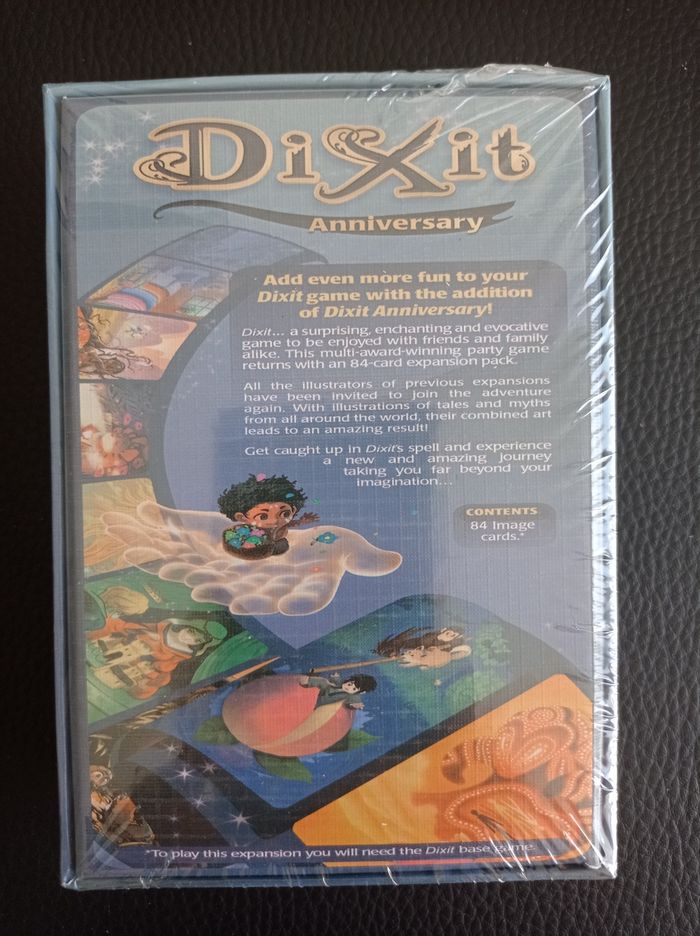 DiXit
Anniversary
Add even more fun to your
Dixit game with the addition
of Dixit Anniversary!
Dixit... a surprising, enchanting and evocative
game to be enjoyed with friends and family
alike. This multi-award-winning party game
returns with an 84-card expansion pack.
All the illustrators of previous expansions
have been invited to join the adventure
again. With illustrations of tales and myths
from all around the world, their combined art
leads to an amazing result!
Get caught up in Dixit's spell and experience
a new and amazing journey
taking you far beyond your
imagination...
CONTENTS
84 Image
cards.*
*To play this expansion you will need the Dixit base game.